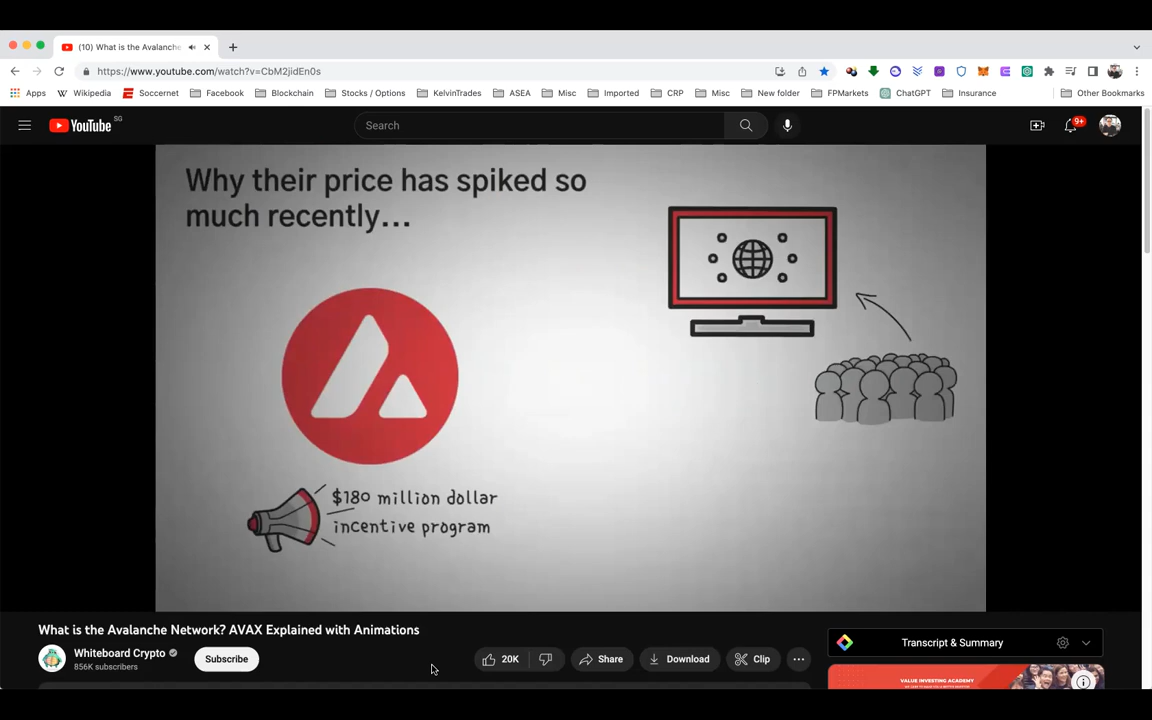 (10) What is the Avalanche
https://www.youtube.com/watch?v=CbM2jidEn0s
Apps
Wikipedia
Soccernet
Facebook
Blockchain
Stocks / Options
KelvinTrades
ASEA
Misc
Imported
CRP
Misc
New folder
FPMarkets
ChatGPT
Insurance
Other Bookmarks
YouTube SG
Search
9+
Why their price has spiked so
much recently...
$180 million dollar
incentive program
What is the Avalanche Network? AVAX Explained with Animations
Whiteboard Crypto
856K subscribers
Subscribe
20K
Share
Download
Clip
Transcript & Summary
VALUE INVESTING ACADEMY